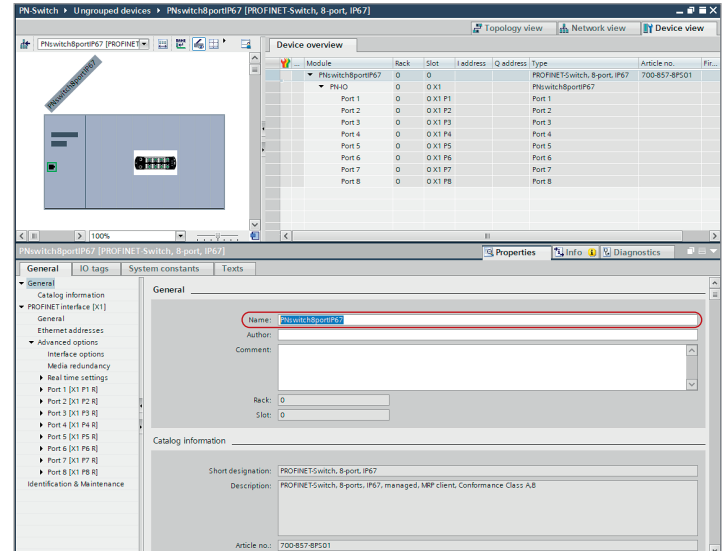 PN-Switch ▸ Ungrouped devices ▸ PNswitch8portIP67 [PROFINET-Switch, 8-port, IP67]
Topology view Network view Device view
PNswitch8portIP67 [PROFINET
Device overview
PNswitch8portIP67
... Module Rack Slot I address Q address Type Article no. Fir...
PNswitch8portIP67 0 0 PROFINET-Switch, 8-port, IP67 700-857-8PS01
PN-IO 0 0 X1 PNswitch8portIP67
Port 1 0 0 X1 P1 Port 1
Port 2 0 0 X1 P2 Port 2
Port 3 0 0 X1 P3 Port 3
Port 4 0 0 X1 P4 Port 4
Port 5 0 0 X1 P5 Port 5
Port 6 0 0 X1 P6 Port 6
Port 7 0 0 X1 P7 Port 7
Port 8 0 0 X1 P8 Port 8
100%
PNswitch8portIP67 [PROFINET-Switch, 8-port, IP67]
Properties Info Diagnostics
General IO tags System constants Texts
General
Catalog information
PROFINET interface [X1]
General
Ethernet addresses
Advanced options
Interface options
Media redundancy
Real time settings
Port 1 [X1 P1 R]
Port 2 [X1 P2 R]
Port 3 [X1 P3 R]
Port 4 [X1 P4 R]
Port 5 [X1 P5 R]
Port 6 [X1 P6 R]
Port 7 [X1 P7 R]
Port 8 [X1 P8 R]
Identification & Maintenance
General
Name: PNswitch8portIP67
Author:
Comment:
Rack: 0
Slot: 0
Catalog information
Short designation: PROFINET-Switch, 8-port, IP67
Description: PROFINET-Switch, 8-ports, IP67, managed, MRP client, Conformance Class A,B
Article no.: 700-857-8PS01